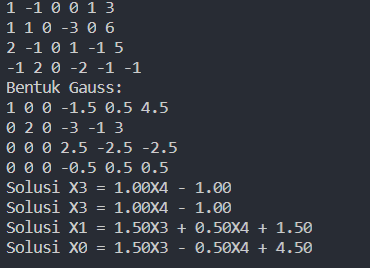 1 -1 0 0 1 3
1 1 0 -3 0 6
2 -1 0 1 -1 5
-1 2 0 -2 -1 -1
Bentuk Gauss:
1 0 0 -1.5 0.5 4.5
0 2 0 -3 -1 3
0 0 0 2.5 -2.5 -2.5
0 0 0 -0.5 0.5 0.5
Solusi X3 = 1.00X4 - 1.00
Solusi X3 = 1.00X4 - 1.00
Solusi X1 = 1.50X3 + 0.50X4 + 1.50
Solusi X0 = 1.50X3 - 0.50X4 + 4.50